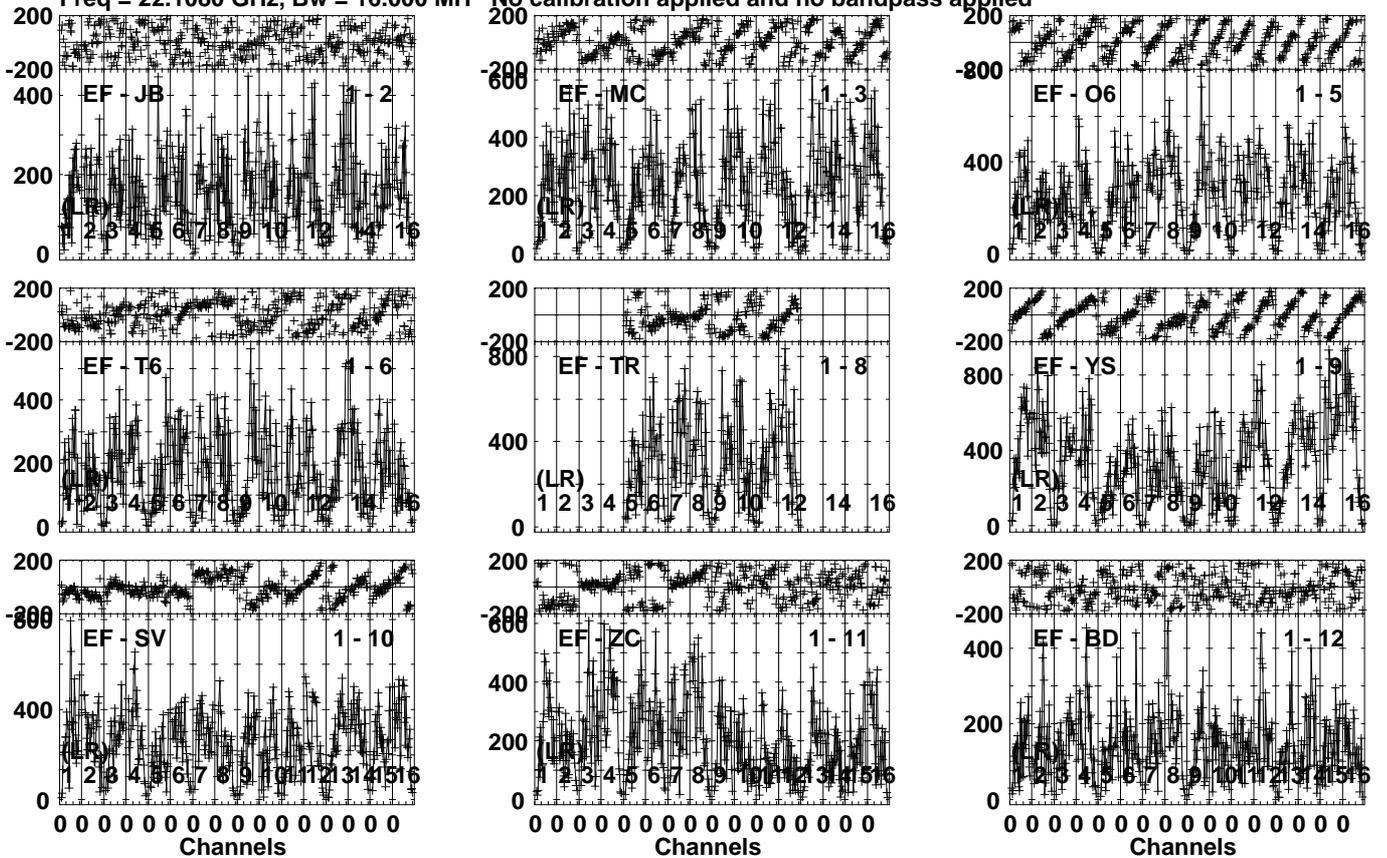 Freq = 22.1080 GHz, Bw = 16.000 MH No calibration applied and no bandpass applied
200
-200
400
200
0
EF - JB 1 - 2
(LR)
1 2 3 4 5 6 7 8 9 10 12 14 16
200
-200
600
400
200
0
EF - MC 1 - 3
(LR)
1 2 3 4 5 6 7 8 9 10 12 14 16
200
-200
800
400
0
EF - O6 1 - 5
(LR)
1 2 3 4 5 6 7 8 9 10 12 14 16
200
-200
400
200
0
EF - T6 1 - 6
(LR)
1 2 3 4 5 6 7 8 9 10 12 14 16
200
-200
800
400
0
EF - TR 1 - 8
(LR)
1 2 3 4 5 6 7 8 9 10 12 14 16
200
-200
800
400
0
EF - YS 1 - 9
(LR)
1 2 3 4 5 6 7 8 9 10 12 14 16
200
-200
800
400
0
EF - SV 1 - 10
(LR)
1 2 3 4 5 6 7 8 9 10 11 12 13 14 15 16
200
-200
600
400
200
0
EF - ZC 1 - 11
(LR)
1 2 3 4 5 6 7 8 9 10 11 12 13 14 15 16
200
-200
400
200
0
EF - BD 1 - 12
(LR)
1 2 3 4 5 6 7 8 9 10 11 12 13 14 15 16
0 0 0 0 0 0 0 0 0 0 0 0 0 0 0 0
Channels
0 0 0 0 0 0 0 0 0 0 0 0 0 0 0 0
Channels
0 0 0 0 0 0 0 0 0 0 0 0 0 0 0 0
Channels